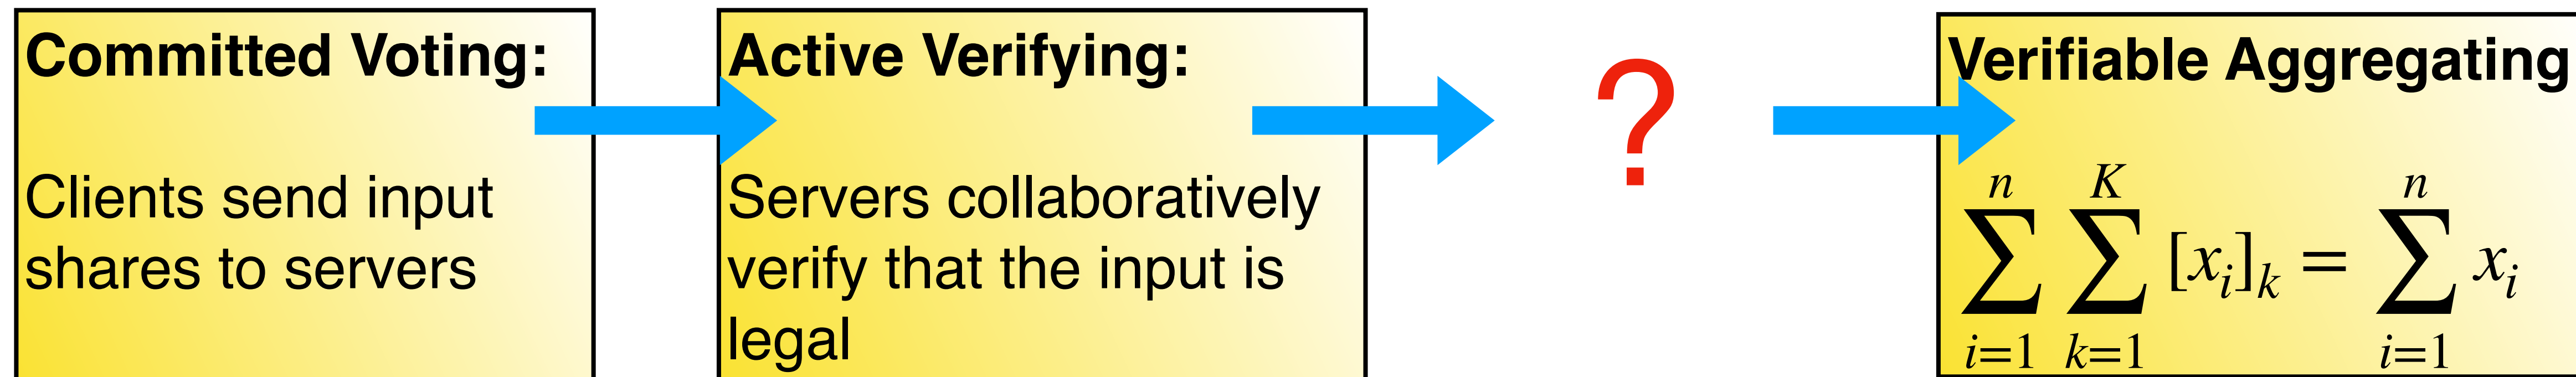 Committed Voting:
Clients send input
shares to servers
Active Verifying:
Servers collaboratively
verify that the input is
legal
?
Verifiable Aggregating
n K n
∑ ∑ [x_i]_k = ∑ x_i
i=1 k=1 i=1